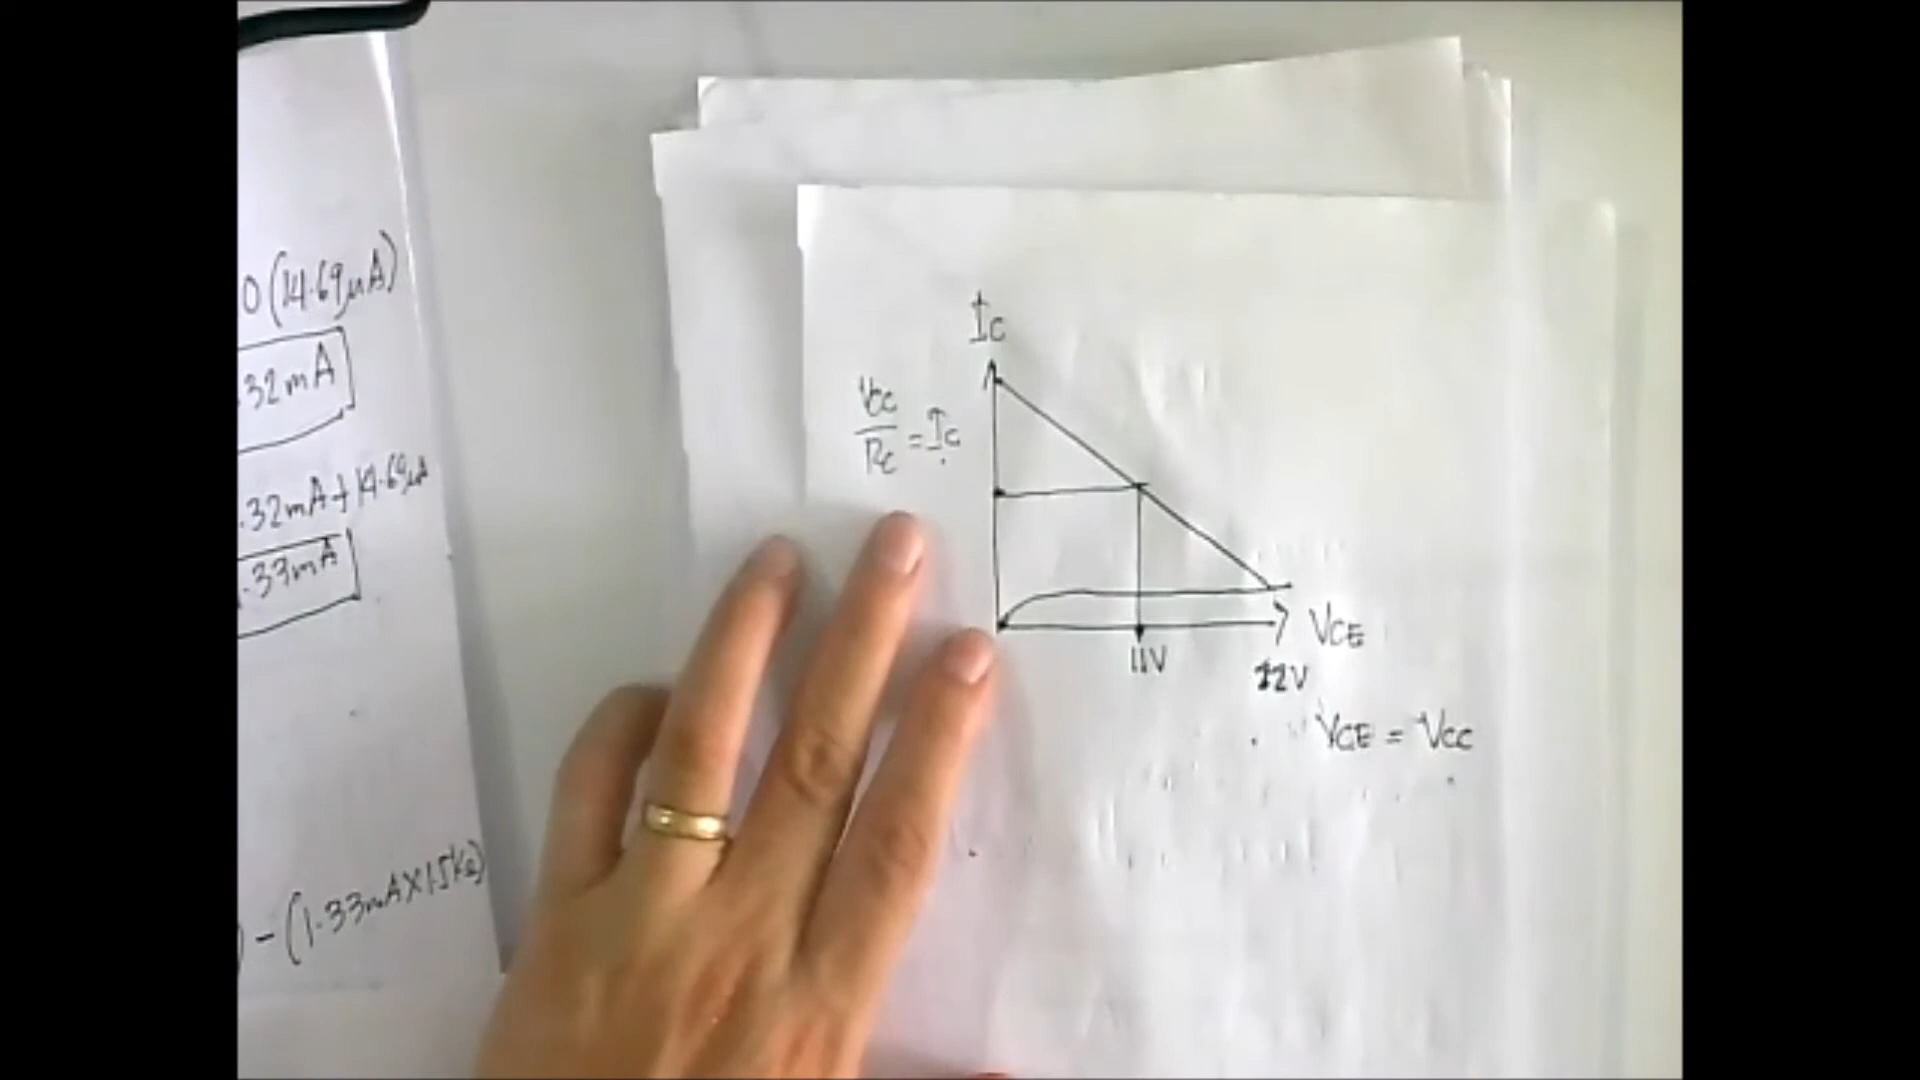 0(14.69μA)
.32mA
.32mA+14.69μA
.33mA
) - (1.33mA×1.5kΩ)
Ic
Vcc
Rc
= Ic
11V
VCE
22V
VCE = Vcc